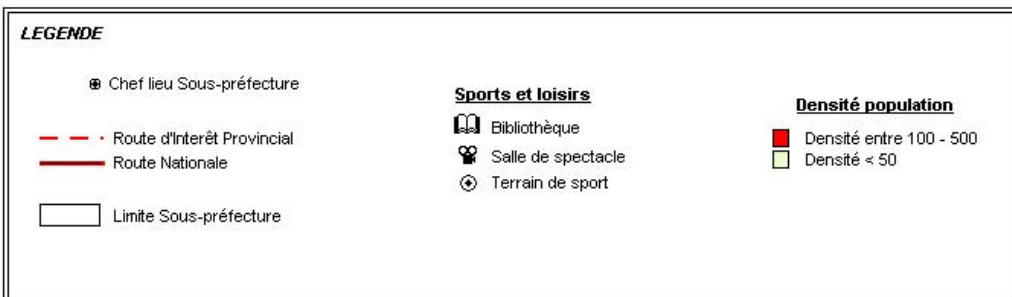 LEGENDE
Chef lieu Sous-préfecture
Route d'Interêt Provincial
Route Nationale
Limite Sous-préfecture
Sports et loisirs
Bibliothèque
Salle de spectacle
Terrain de sport
Densité population
Densité entre 100 - 500
Densité < 50